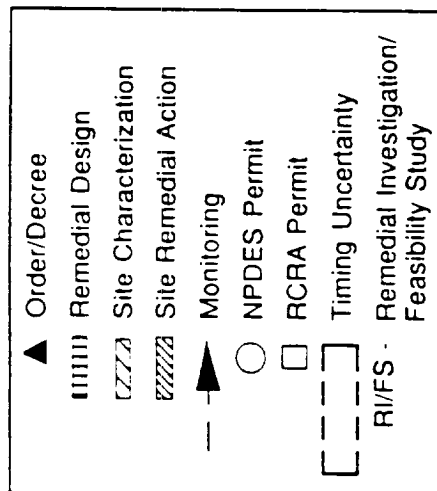 Order/Decree
Remedial Design
Site Characterization
Site Remedial Action
Monitoring
NPDES Permit
RCRA Permit
Timing Uncertainty
RI/FS - Remedial Investigation/
Feasibility Study